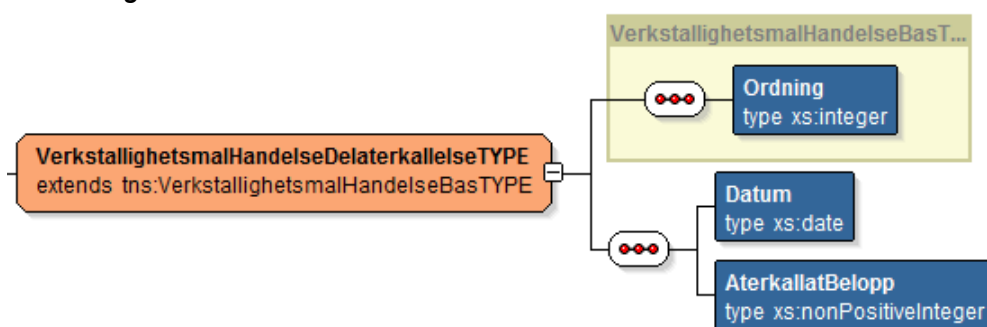 VerkstallighetsmalHandelseBasT...
Ordning
type xs:integer
VerkstallighetsmalHandelseDelaterkallelseTYPE
extends tns:VerkstallighetsmalHandelseBasTYPE
Datum
type xs:date
AterkallatBelopp
type xs:nonPositiveInteger